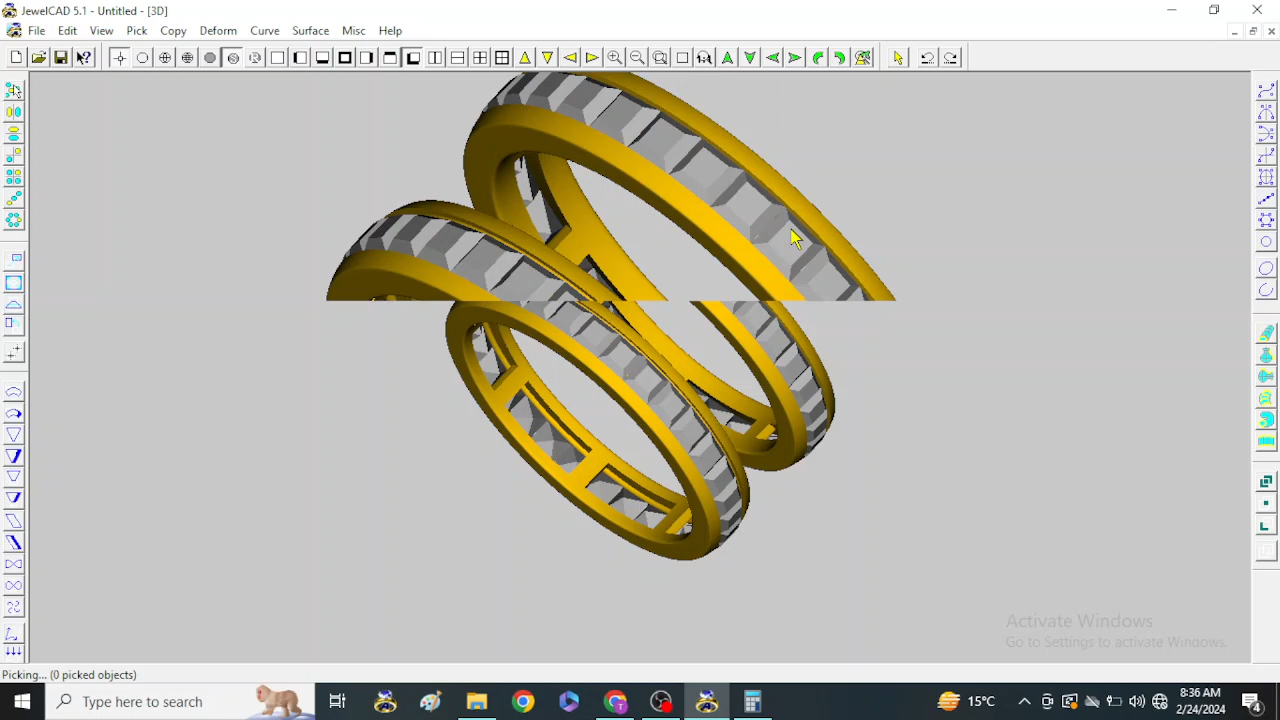 JewelCAD 5.1 - Untitled - [3D]
File Edit View Pick Copy Deform Curve Surface Misc Help
Activate Windows
Go to Settings to activate Windows.
Picking... (0 picked objects)
Type here to search
15°C
8:36 AM
2/24/2024
4